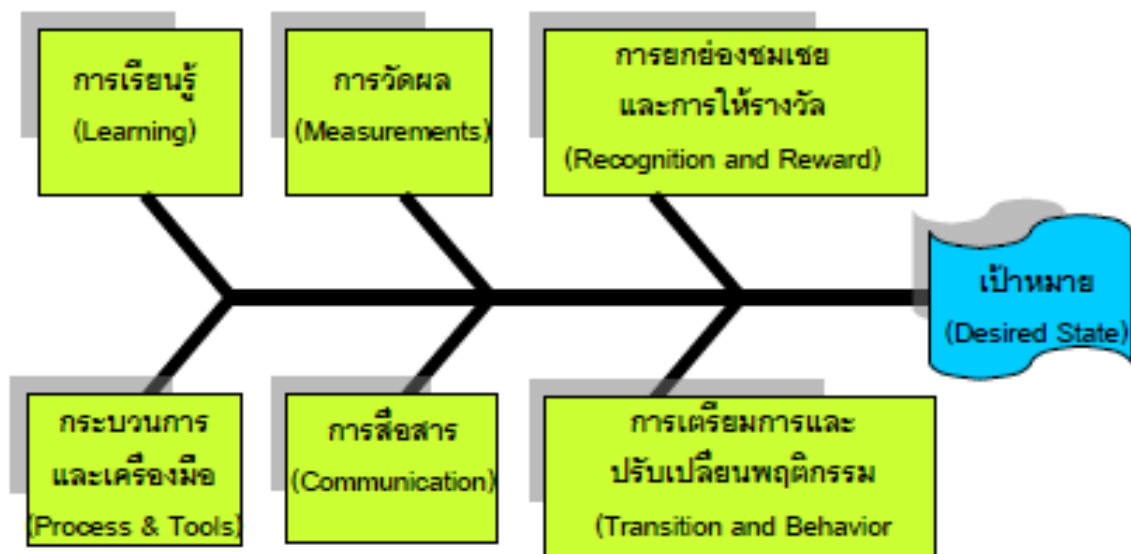 การเรียนรู้
(Learning)
การวัดผล
(Measurements)
การยกย่องชมเชย
และการให้รางวัล
(Recognition and Reward)
เป้าหมาย
(Desired State)
กระบวนการ
และเครื่องมือ
(Process & Tools)
การสื่อสาร
(Communication)
การเตรียมการและ
ปรับเปลี่ยนพฤติกรรม
(Transition and Behavior